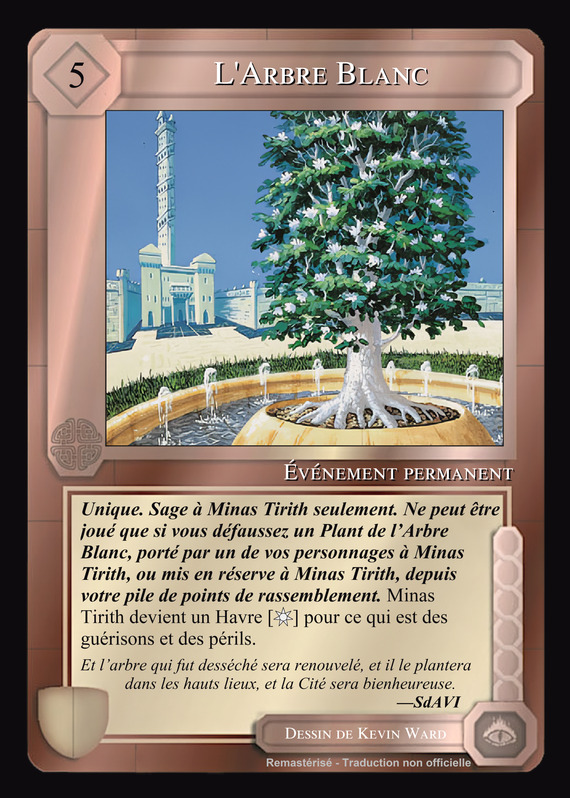 5
L'Arbre Blanc
Événement permanent
Unique. Sage à Minas Tirith seulement. Ne peut être
joué que si vous défaussez un Plant de l'Arbre
Blanc, porté par un de vos personnages à Minas
Tirith, ou mis en réserve à Minas Tirith, depuis
votre pile de points de rassemblement. Minas
Tirith devient un Havre [] pour ce qui est des
guérisons et des périls.
Et l'arbre qui fut desséché sera renouvelé, et il le plantera
dans les hauts lieux, et la Cité sera bienheureuse.
—SdAVI
Dessin de Kevin Ward
Remastérisé - Traduction non officielle